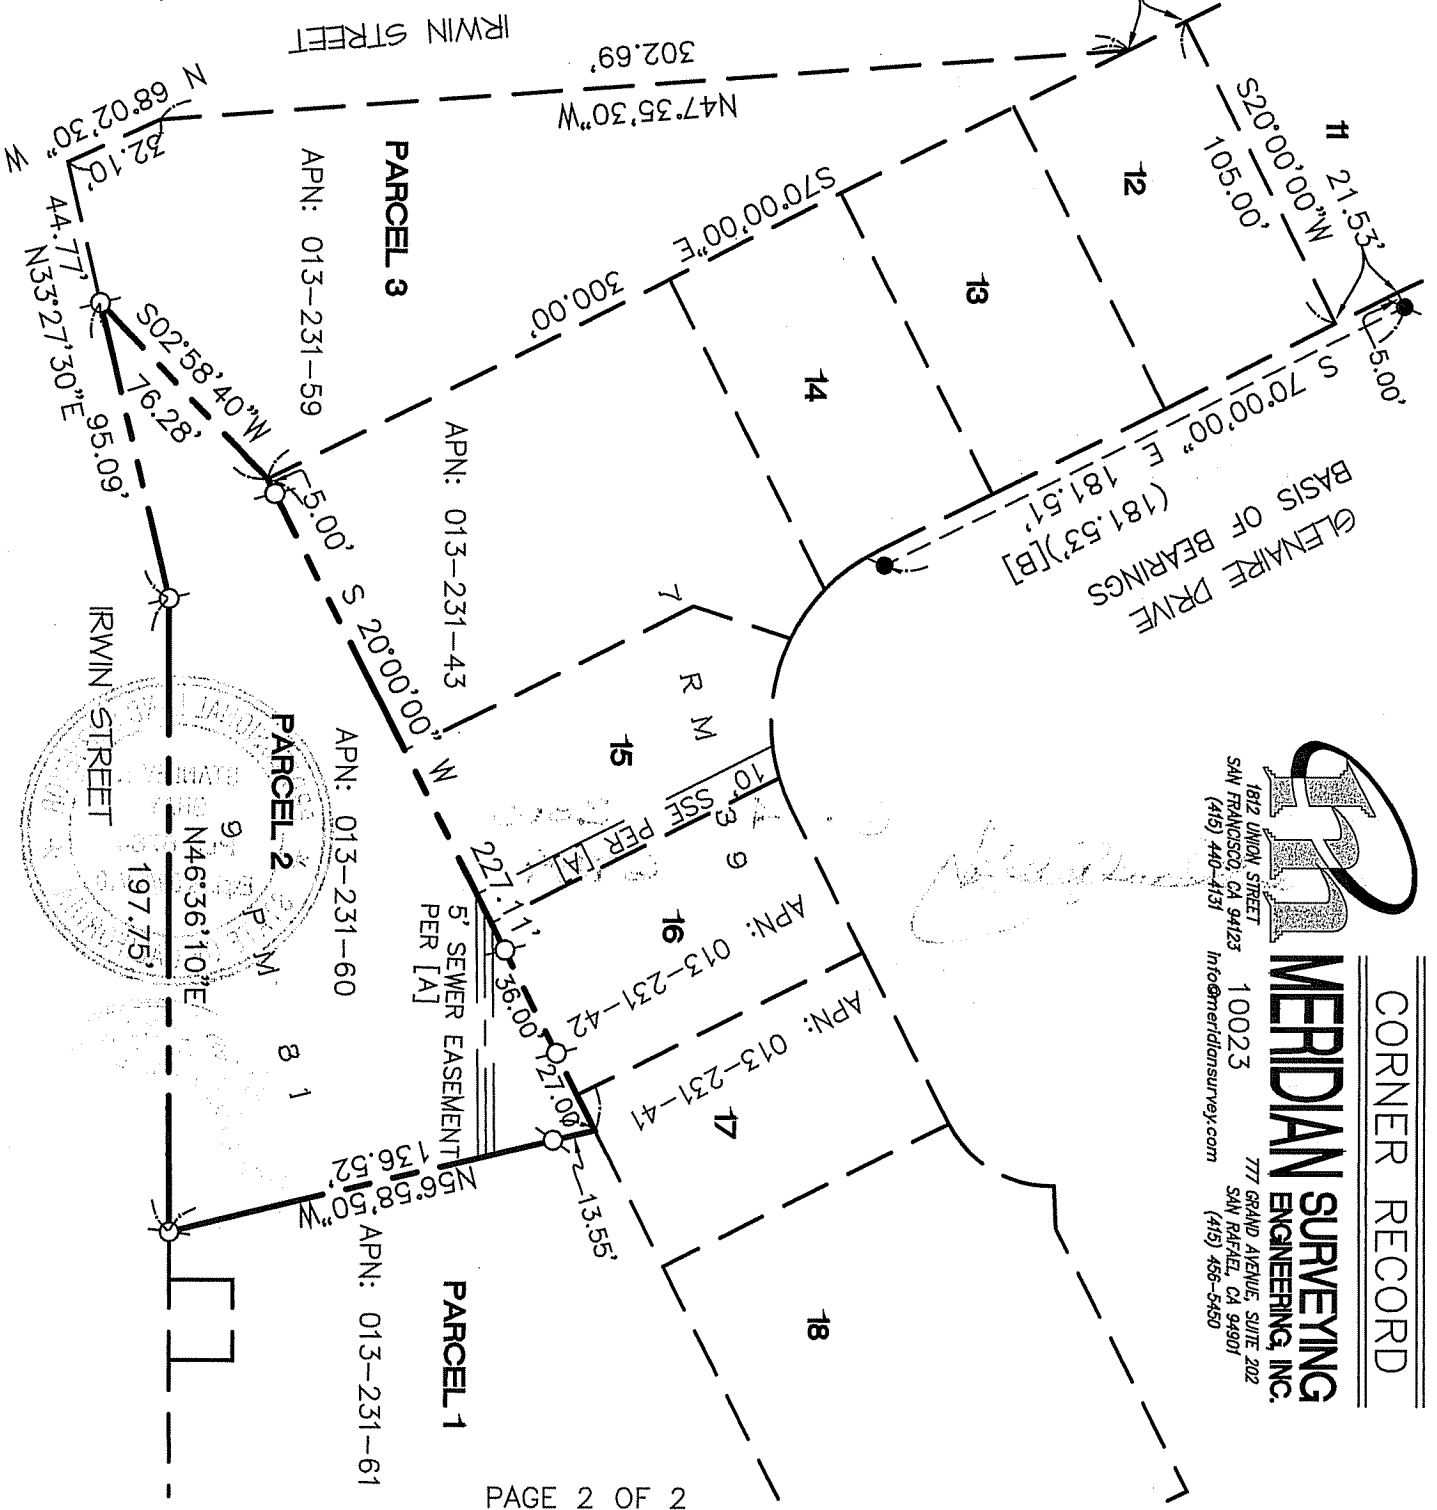 CORNER RECORD
MERIDIAN SURVEYING
ENGINEERING, INC.
1812 UNION STREET
SAN FRANCISCO, CA 94123
(415) 440-4131
777 GRAND AVENUE, SUITE 202
SAN RAFAEL, CA 94901
(415) 456-5450
10023
info@meridiansurvey.com
11
21.53'
S20°00'00"W
105.00'
5.00'
S 70°00'00" E
181.51'
(181.53')[B]
BASIS OF BEARINGS
GLENAIRE DRIVE
12
13
14
S70°00'00"E
300.00'
IRWIN STREET
302.69'
N47°35'30"W
N 68°02'30" W
32.10'
PARCEL 3
APN: 013-231-59
44.77'
N33°27'30"E
95.09'
S02°58'40"W
76.28'
5.00'
APN: 013-231-43
S 20°00'00" W
227.11'
7 R M 39
15
10' SSE PER [A]
16
APN: 013-231-42
APN: 013-231-41
17
18
36.00'
27.00'
13.55'
5' SEWER EASEMENT
PER [A]
IRWIN STREET
PARCEL 2
APN: 013-231-60
9 PM 81
N46°36'10"E
197.75'
N56°58'50"W
136.52'
PARCEL 1
APN: 013-231-61
PAGE 2 OF 2